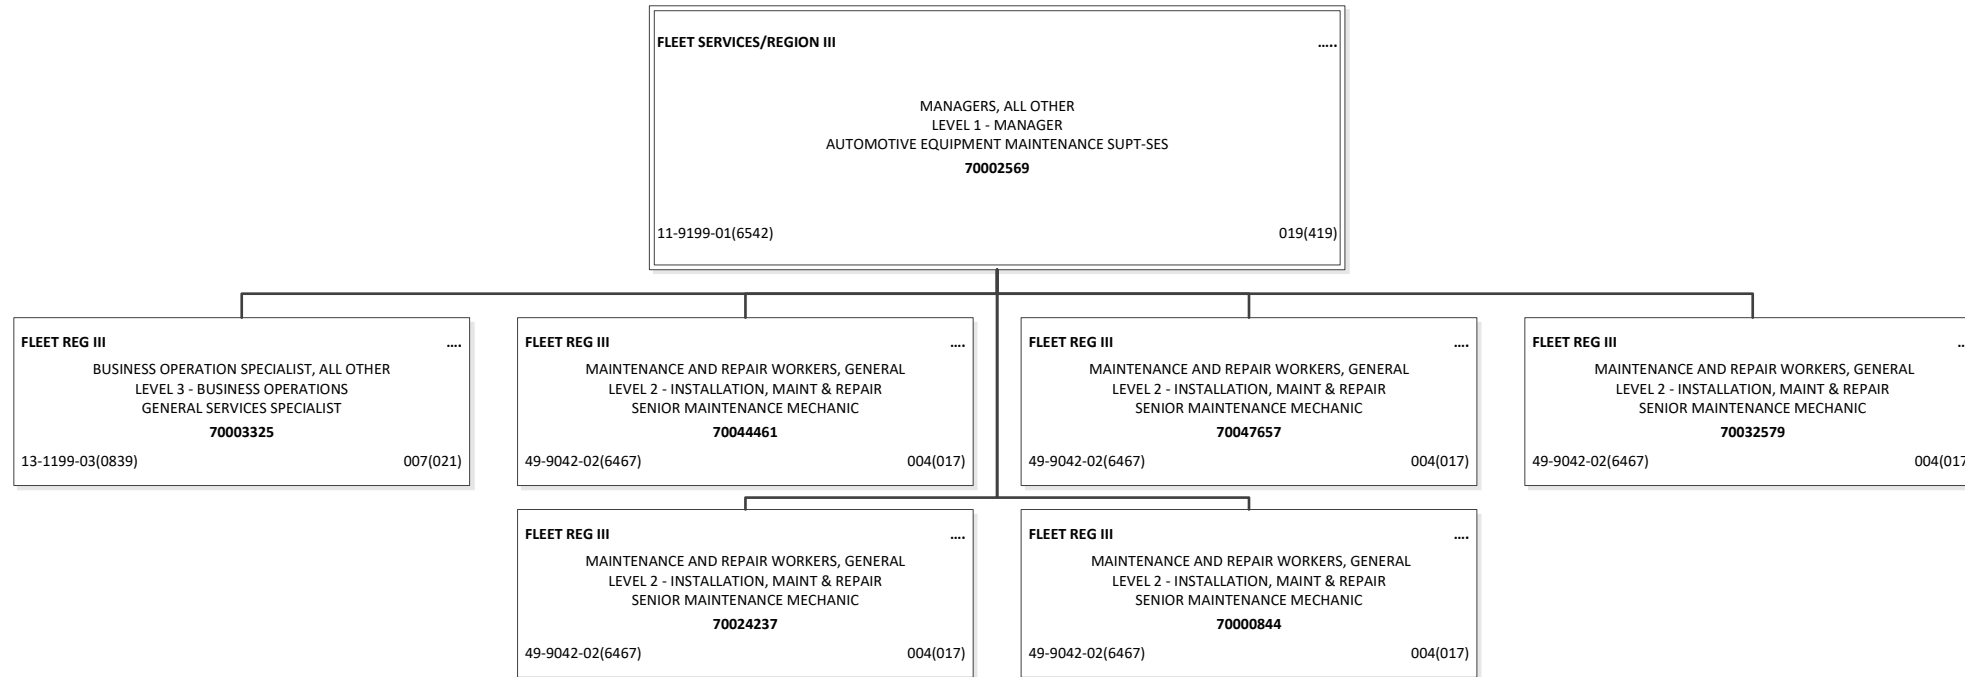 FLEET SERVICES/REGION III .....
MANAGERS, ALL OTHER
LEVEL 1 - MANAGER
AUTOMOTIVE EQUIPMENT MAINTENANCE SUPT-SES
70002569
11-9199-01(6542) 019(419)
FLEET REG III ....
BUSINESS OPERATION SPECIALIST, ALL OTHER
LEVEL 3 - BUSINESS OPERATIONS
GENERAL SERVICES SPECIALIST
70003325
13-1199-03(0839) 007(021)
FLEET REG III ....
MAINTENANCE AND REPAIR WORKERS, GENERAL
LEVEL 2 - INSTALLATION, MAINT & REPAIR
SENIOR MAINTENANCE MECHANIC
70044461
49-9042-02(6467) 004(017)
FLEET REG III ....
MAINTENANCE AND REPAIR WORKERS, GENERAL
LEVEL 2 - INSTALLATION, MAINT & REPAIR
SENIOR MAINTENANCE MECHANIC
70047657
49-9042-02(6467) 004(017)
FLEET REG III ..
MAINTENANCE AND REPAIR WORKERS, GENERAL
LEVEL 2 - INSTALLATION, MAINT & REPAIR
SENIOR MAINTENANCE MECHANIC
70032579
49-9042-02(6467) 004(017
FLEET REG III ....
MAINTENANCE AND REPAIR WORKERS, GENERAL
LEVEL 2 - INSTALLATION, MAINT & REPAIR
SENIOR MAINTENANCE MECHANIC
70024237
49-9042-02(6467) 004(017)
FLEET REG III ....
MAINTENANCE AND REPAIR WORKERS, GENERAL
LEVEL 2 - INSTALLATION, MAINT & REPAIR
SENIOR MAINTENANCE MECHANIC
70000844
49-9042-02(6467) 004(017)